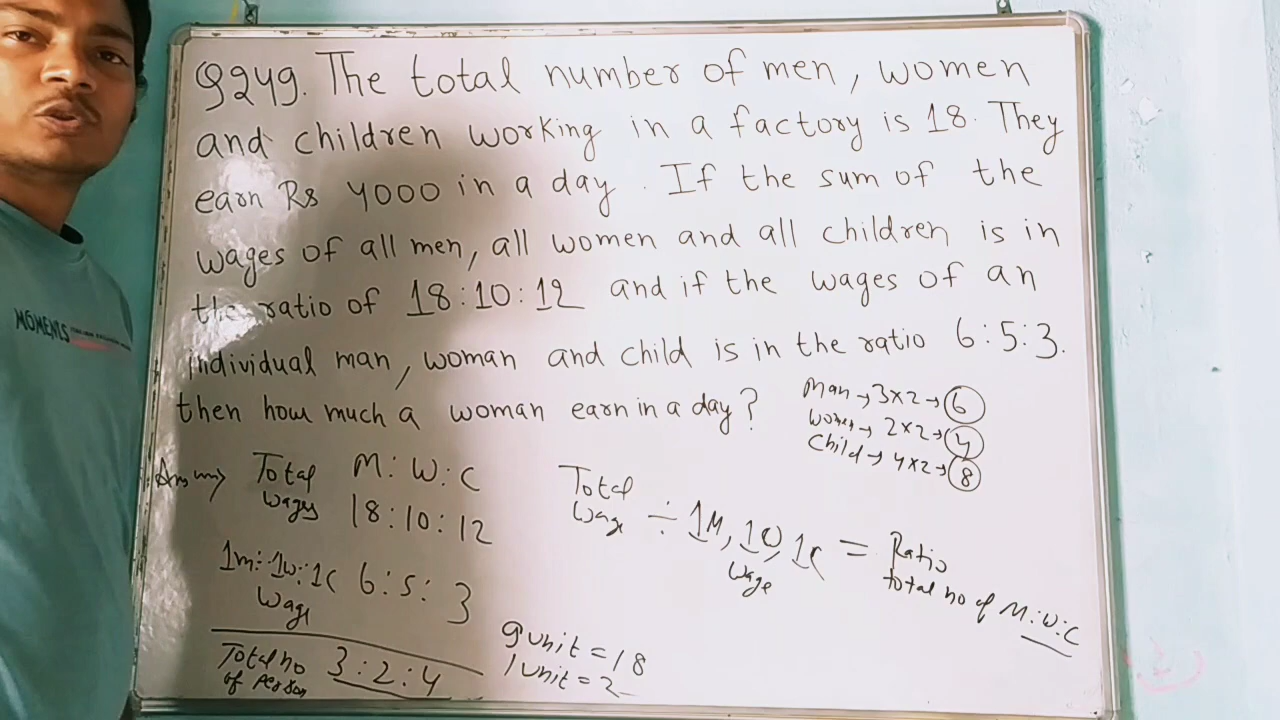 Q249. The total number of men, women
and children working in a factory is 18. They
earn Rs 4000 in a day. If the sum of the
wages of all men, all women and all children is in
the ratio of 18:10:12 and if the wages of an
individual man, woman and child is in the ratio 6:5:3.
then how much a woman earn in a day?
Man → 3×2 → 6
Women → 2×2 → 4
Child → 4×2 → 8
Total wages M:W:C
18:10:12
1m:1w:1C Wage 6:5:3
Total no of person 3:2:4
9 unit = 18
1 unit = 2
Total Wage ÷ 1M, 1W, 1C Wage = Ratio total no of M:W:C
MOMENTS